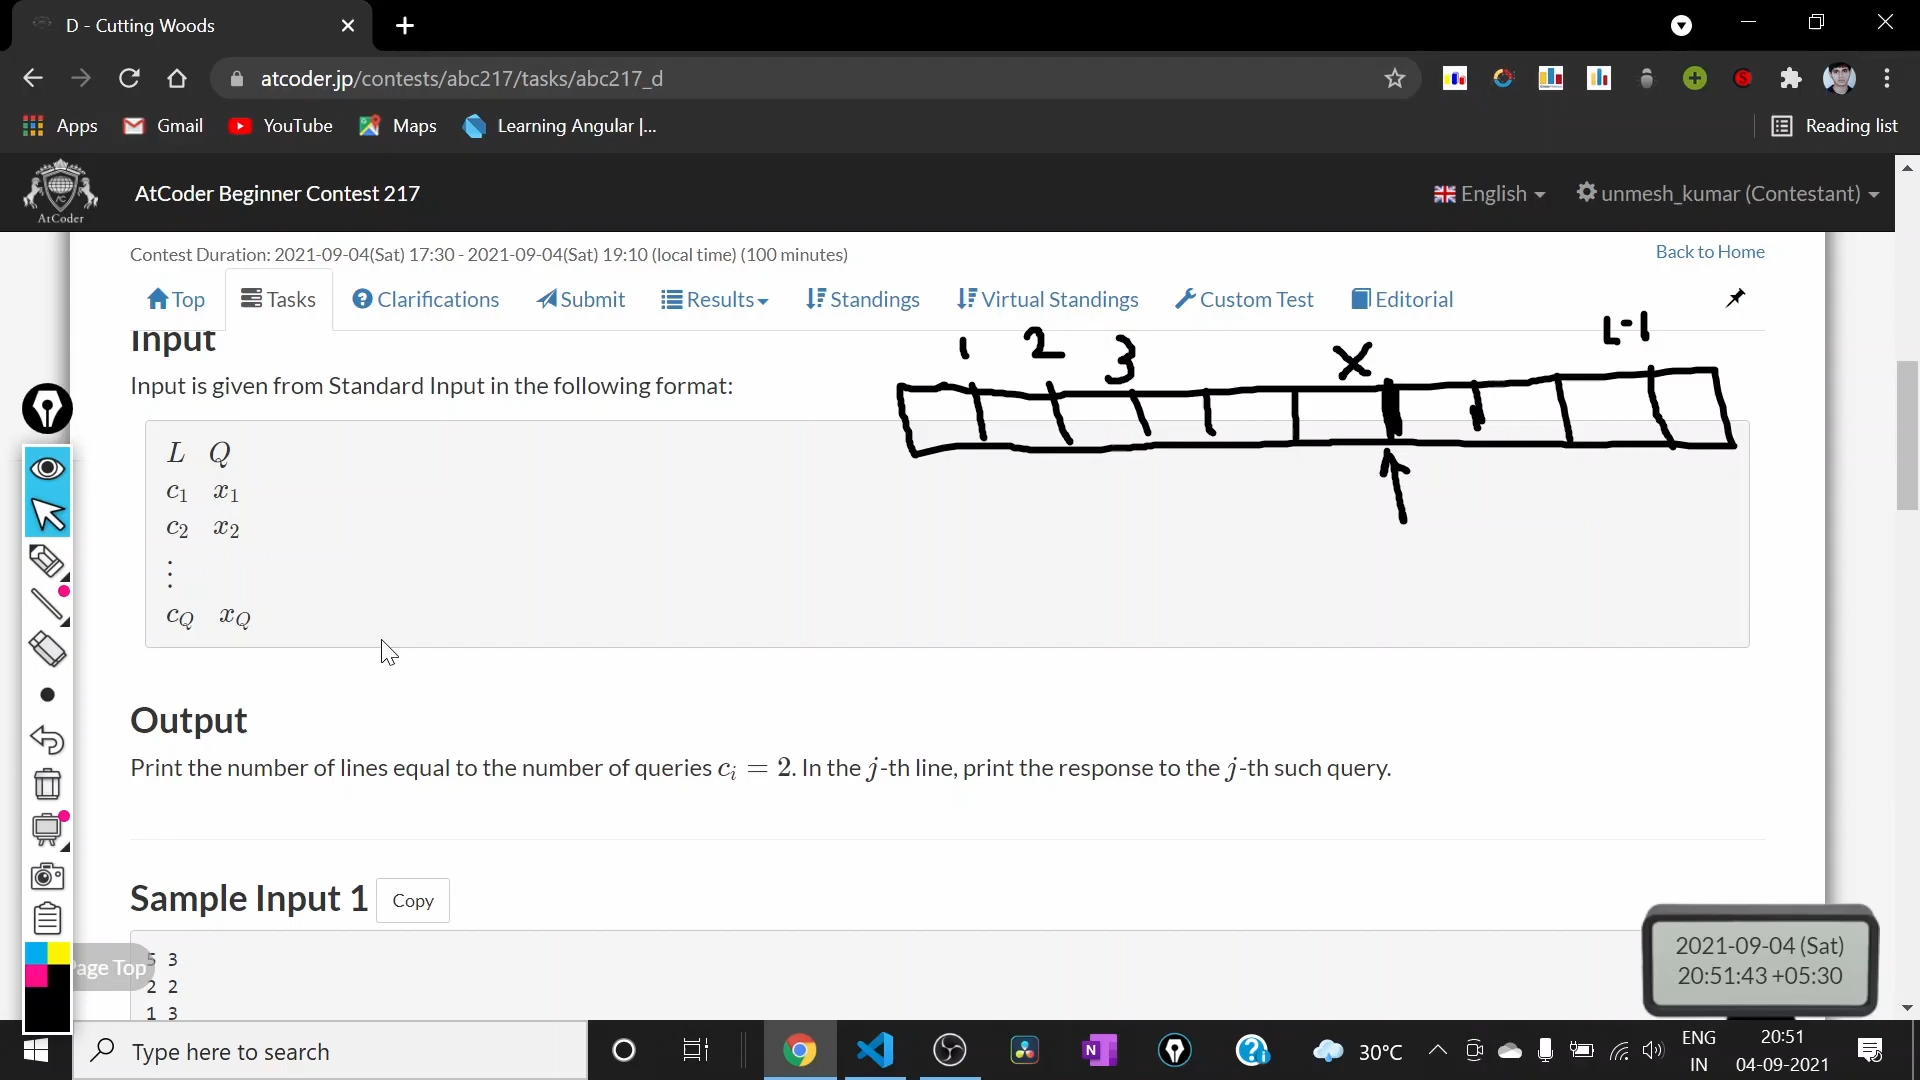 D - Cutting Woods
atcoder.jp/contests/abc217/tasks/abc217_d
Apps Gmail YouTube Maps Learning Angular |... Reading list
AtCoder
AtCoder Beginner Contest 217 English unmesh_kumar (Contestant)
Contest Duration: 2021-09-04(Sat) 17:30 - 2021-09-04(Sat) 19:10 (local time) (100 minutes) Back to Home
Top Tasks Clarifications Submit Results Standings Virtual Standings Custom Test Editorial
Input
1 2 3 X L-1
Input is given from Standard Input in the following format:
L Q
c₁ x₁
c₂ x₂
⋮
c_Q x_Q
Output
Print the number of lines equal to the number of queries cᵢ = 2. In the j-th line, print the response to the j-th such query.
Sample Input 1 Copy
5 3
2 2
1 3
Page Top
2021-09-04 (Sat)
20:51:43 +05:30
Type here to search 30°C ENG IN 20:51 04-09-2021